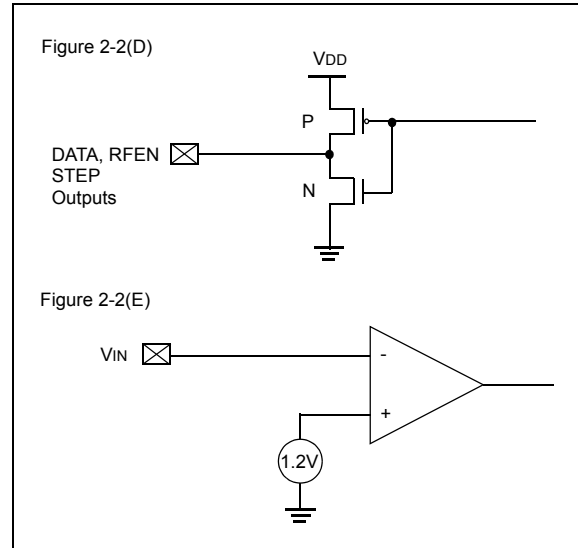 Figure 2-2(D)
VDD
P
DATA, RFEN
STEP
Outputs
N
Figure 2-2(E)
VIN
-
+
1.2V